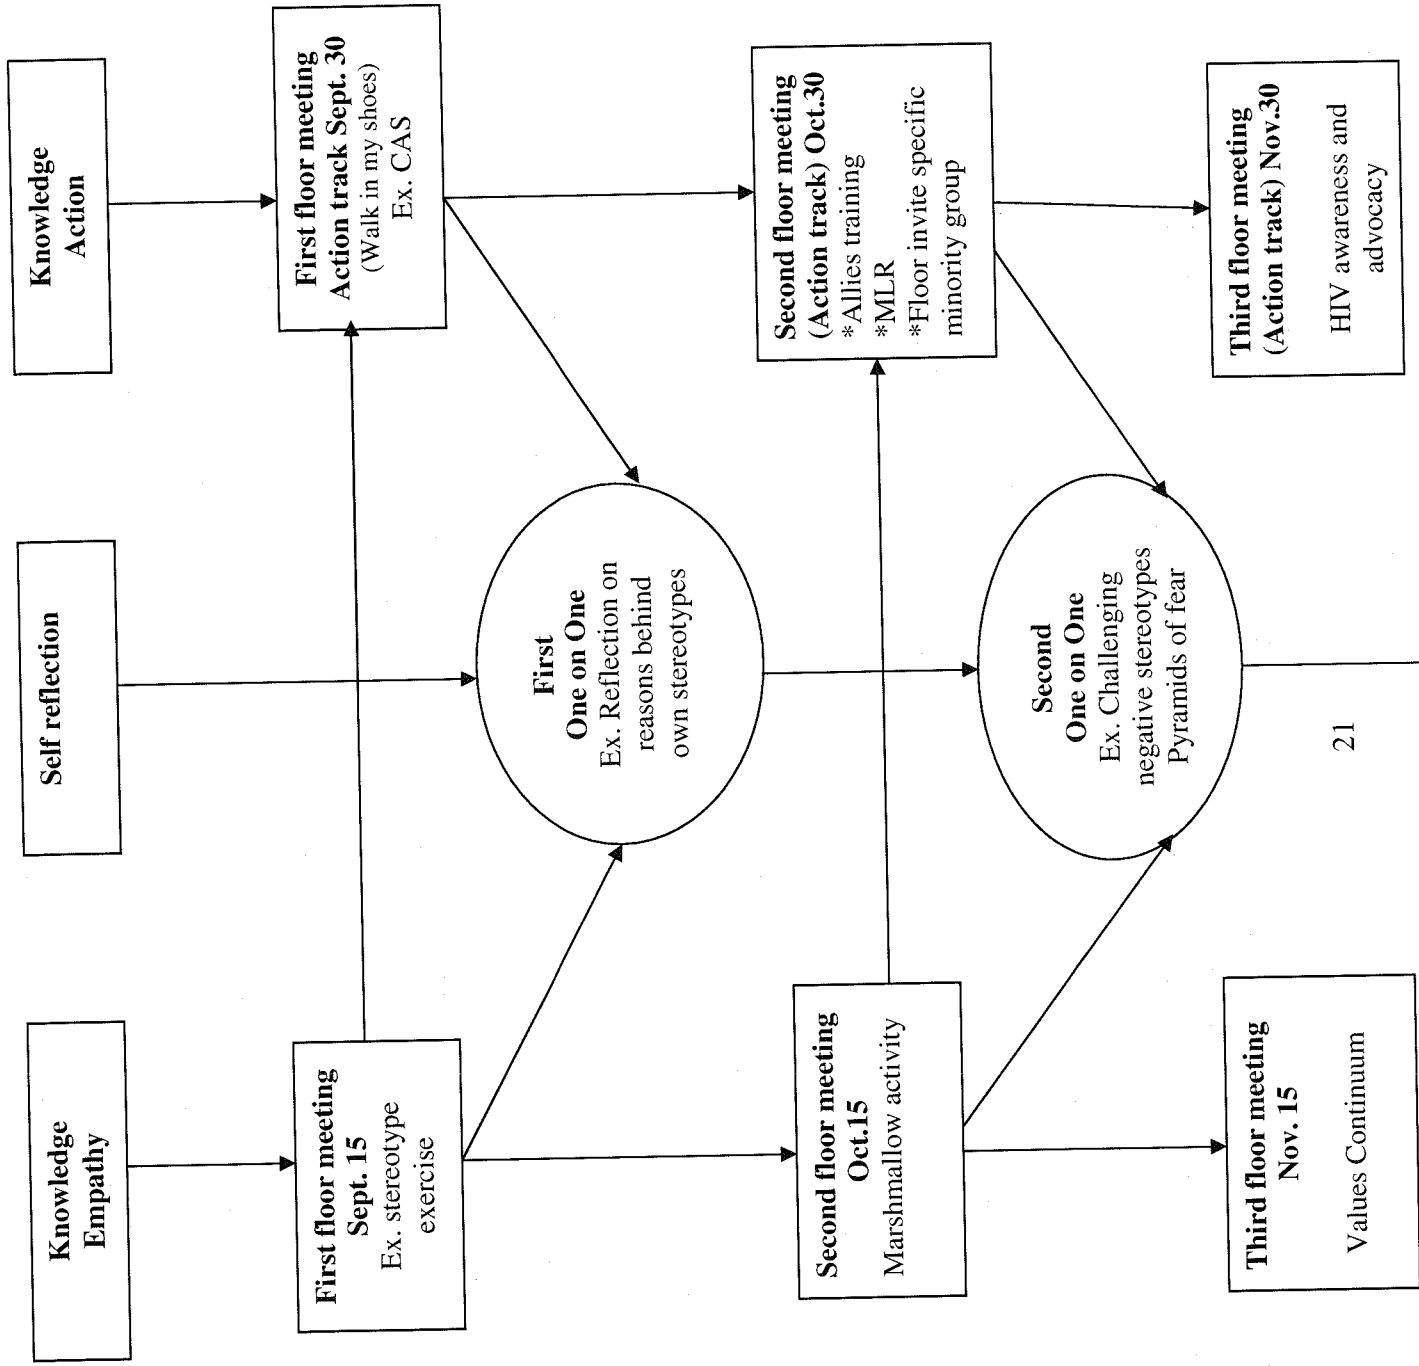 Knowledge
Empathy
Self reflection
Knowledge
Action
First floor meeting
Sept. 15
Ex. stereotype
exercise
First floor meeting
Action track Sept. 30
(Walk in my shoes)
Ex. CAS
First
One on One
Ex. Reflection on
reasons behind
own stereotypes
Second floor meeting
Oct.15
Marshmallow activity
Second floor meeting
(Action track) Oct.30
*Allies training
*MLR
*Floor invite specific
minority group
Second
One on One
Ex. Challenging
negative stereotypes
Pyramids of fear
Third floor meeting
Nov. 15
Values Continuum
Third floor meeting
(Action track) Nov.30
HIV awareness and
advocacy
21